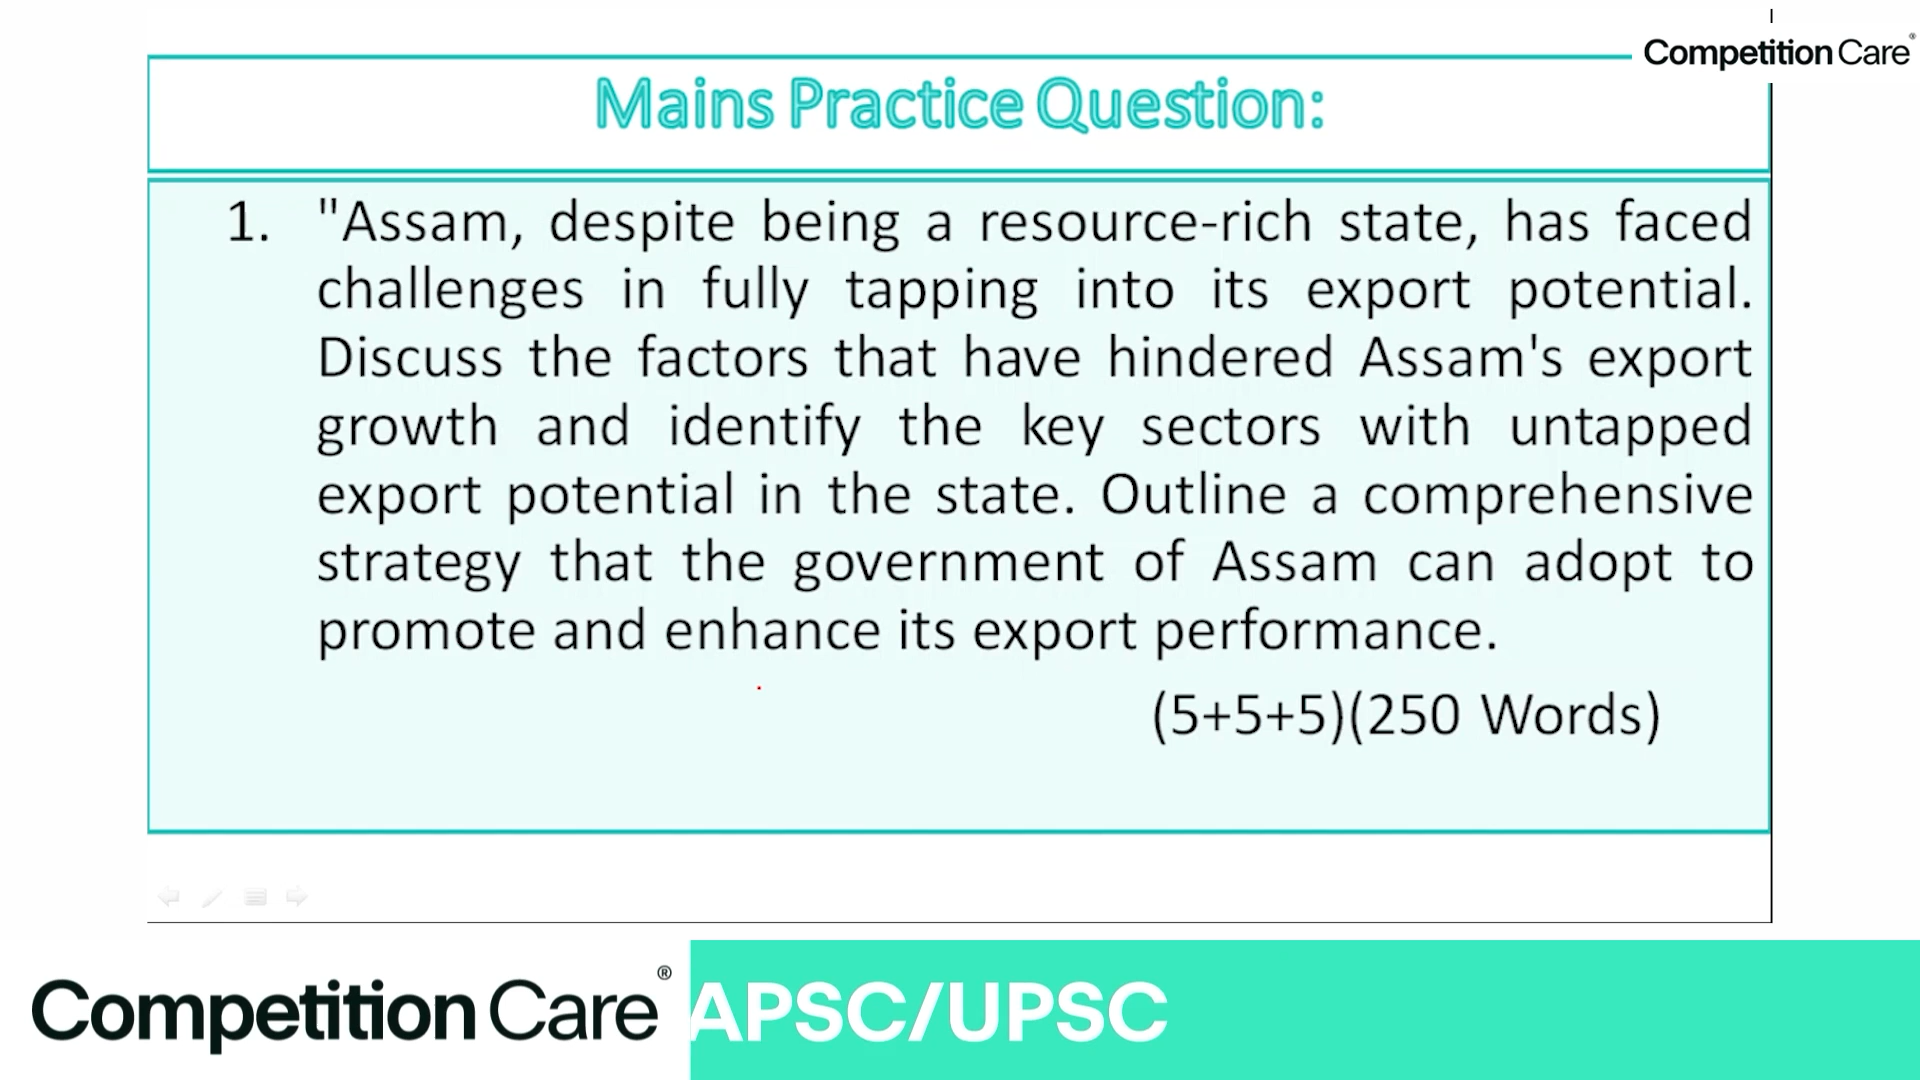 Competition Care®
Mains Practice Question:
1. "Assam, despite being a resource-rich state, has faced
challenges in fully tapping into its export potential.
Discuss the factors that have hindered Assam's export
growth and identify the key sectors with untapped
export potential in the state. Outline a comprehensive
strategy that the government of Assam can adopt to
promote and enhance its export performance.
(5+5+5)(250 Words)
Competition Care®
APSC/UPSC